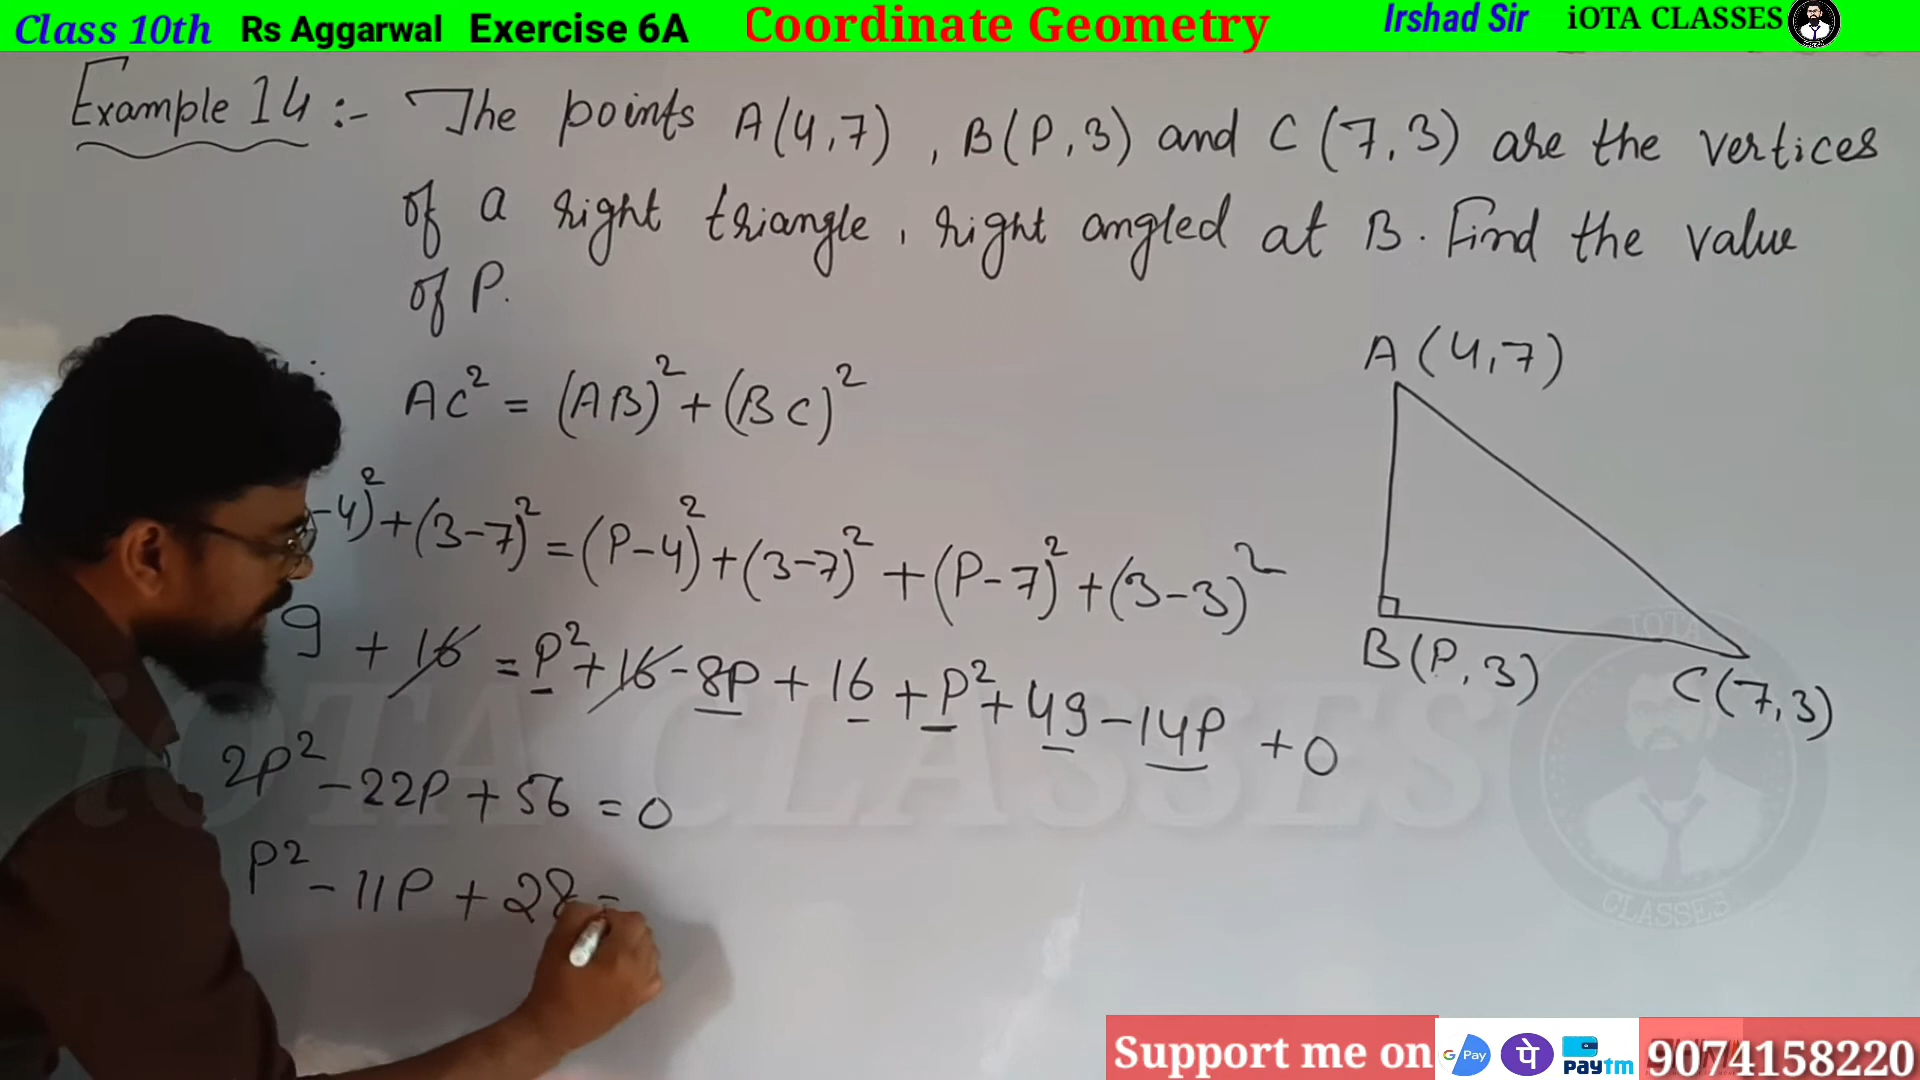 Class 10th Rs Aggarwal Exercise 6A Coordinate Geometry Irshad Sir iOTA CLASSES
Example 14 :- The points A(4,7), B(P,3) and C(7,3) are the vertices
of a right triangle, right angled at B. Find the value
of P.
AC² = (AB)² + (BC)²
-4)² + (3-7)² = (P-4)² + (3-7)² + (P-7)² + (3-3)²
9 + 16 = P² + 16 - 8P + 16 + P² + 49 - 14P + 0
2P² - 22P + 56 = 0
P² - 11P + 28 =
A(4,7)
B(P,3)
C(7,3)
iOTA CLASSES
IOTA
CLASSES
Support me on G Pay पे Paytm 9074158220